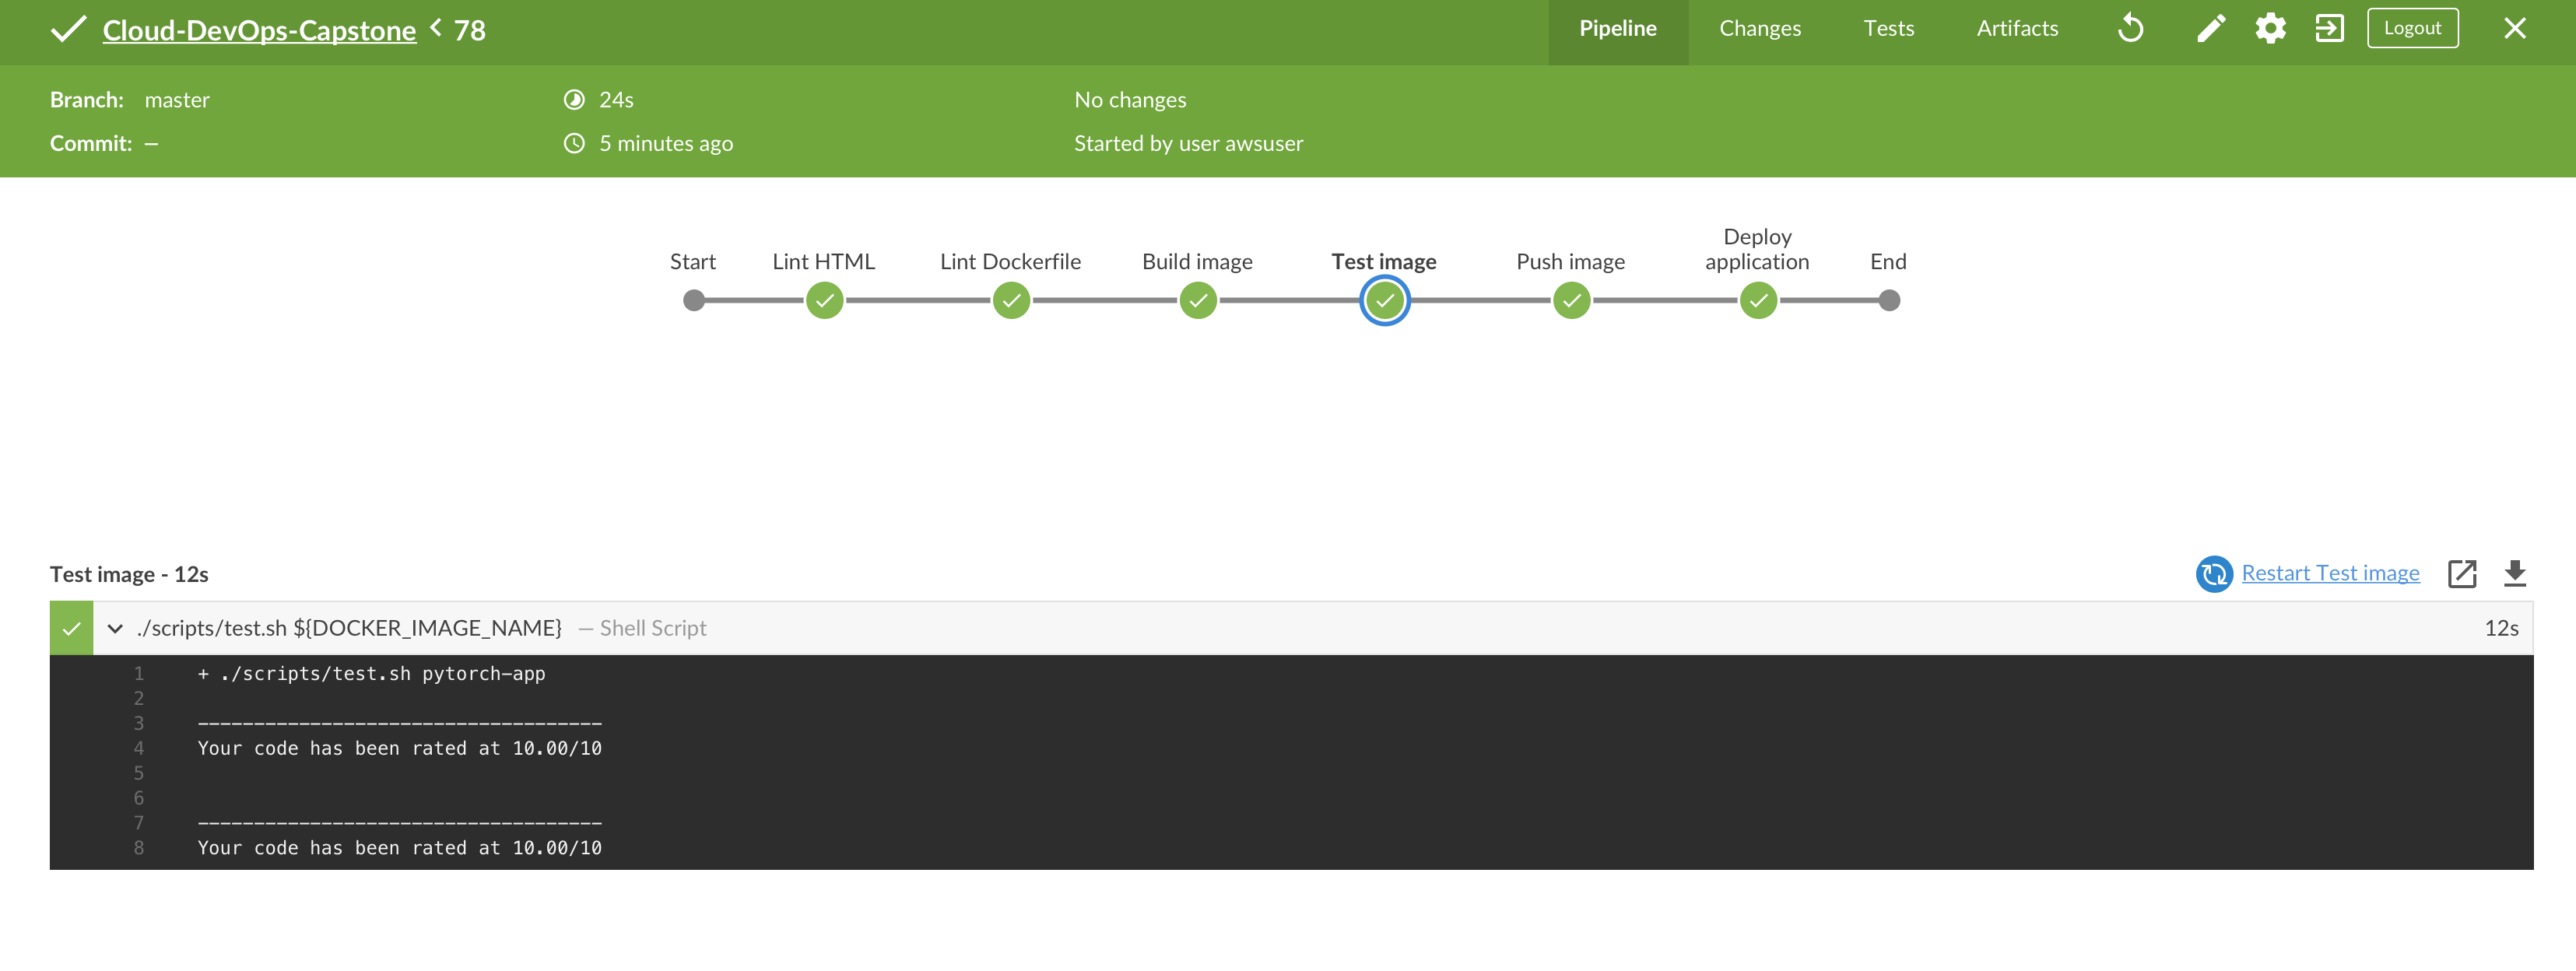 Cloud-DevOps-Capstone < 78
Pipeline Changes Tests Artifacts Logout
Branch: master 24s No changes
Commit: — 5 minutes ago Started by user awsuser
Start Lint HTML Lint Dockerfile Build image Test image Push image Deploy application End
Test image - 12s Restart Test image
./scripts/test.sh ${DOCKER_IMAGE_NAME} — Shell Script 12s
1 + ./scripts/test.sh pytorch-app
2
3 ------------------------------------
4 Your code has been rated at 10.00/10
5
6
7 ------------------------------------
8 Your code has been rated at 10.00/10